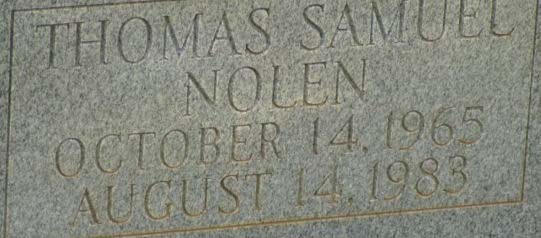 THOMAS SAMUEL
NOLEN
OCTOBER 14, 1965
AUGUST 14, 1983